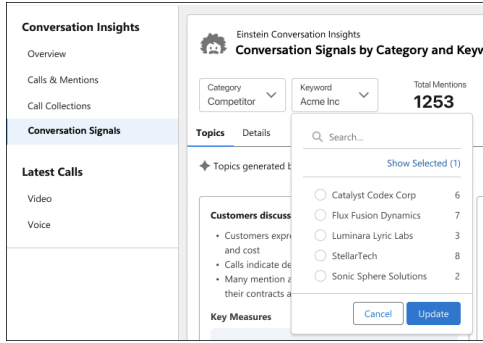 Conversation Insights
Overview
Calls & Mentions
Call Collections
Conversation Signals
Latest Calls
Video
Voice
Einstein Conversation Insights
Conversation Signals by Category and Keyw
Category
Competitor
Keyword
Acme Inc
Total Mentions
1253
Topics
Details
Topics generated b
Customers discuss
• Customers expre
and cost
• Calls indicate de
• Many mention a
their contracts a
Key Measures
Search...
Show Selected (1)
Catalyst Codex Corp 6
Flux Fusion Dynamics 7
Luminara Lyric Labs 3
StellarTech 8
Sonic Sphere Solutions 2
Cancel
Update